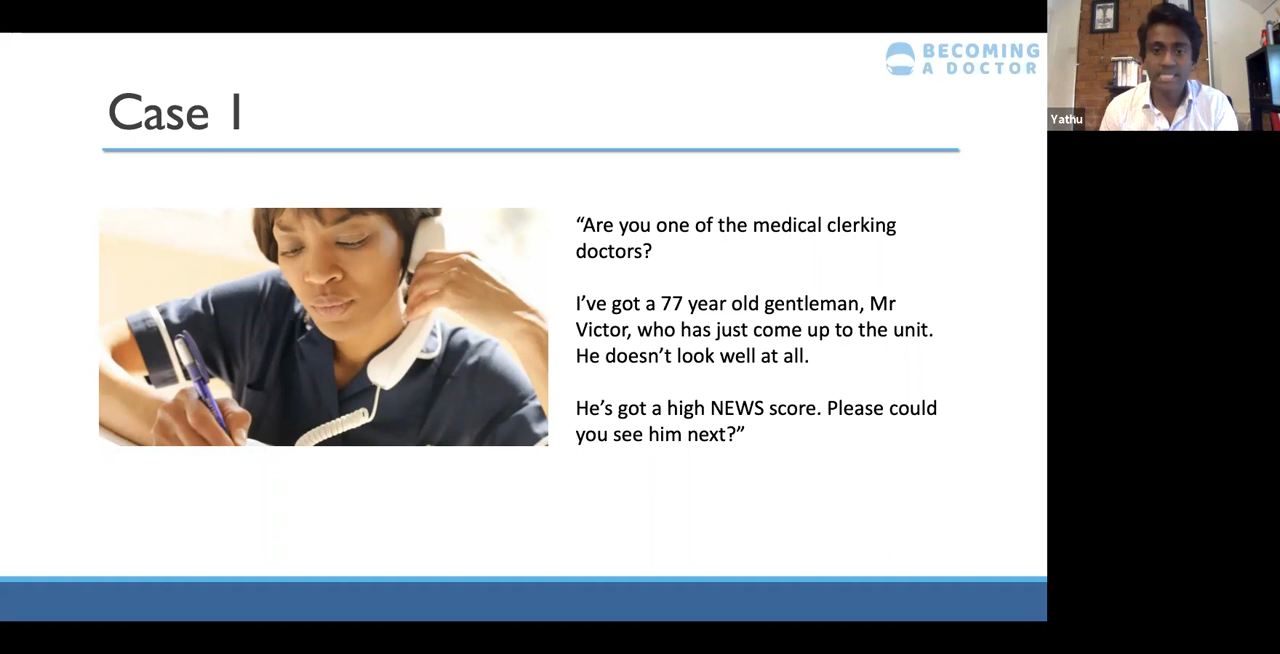 BECOMING
A DOCTOR
Yathu
Case 1
“Are you one of the medical clerking
doctors?
I’ve got a 77 year old gentleman, Mr
Victor, who has just come up to the unit.
He doesn’t look well at all.
He’s got a high NEWS score. Please could
you see him next?”